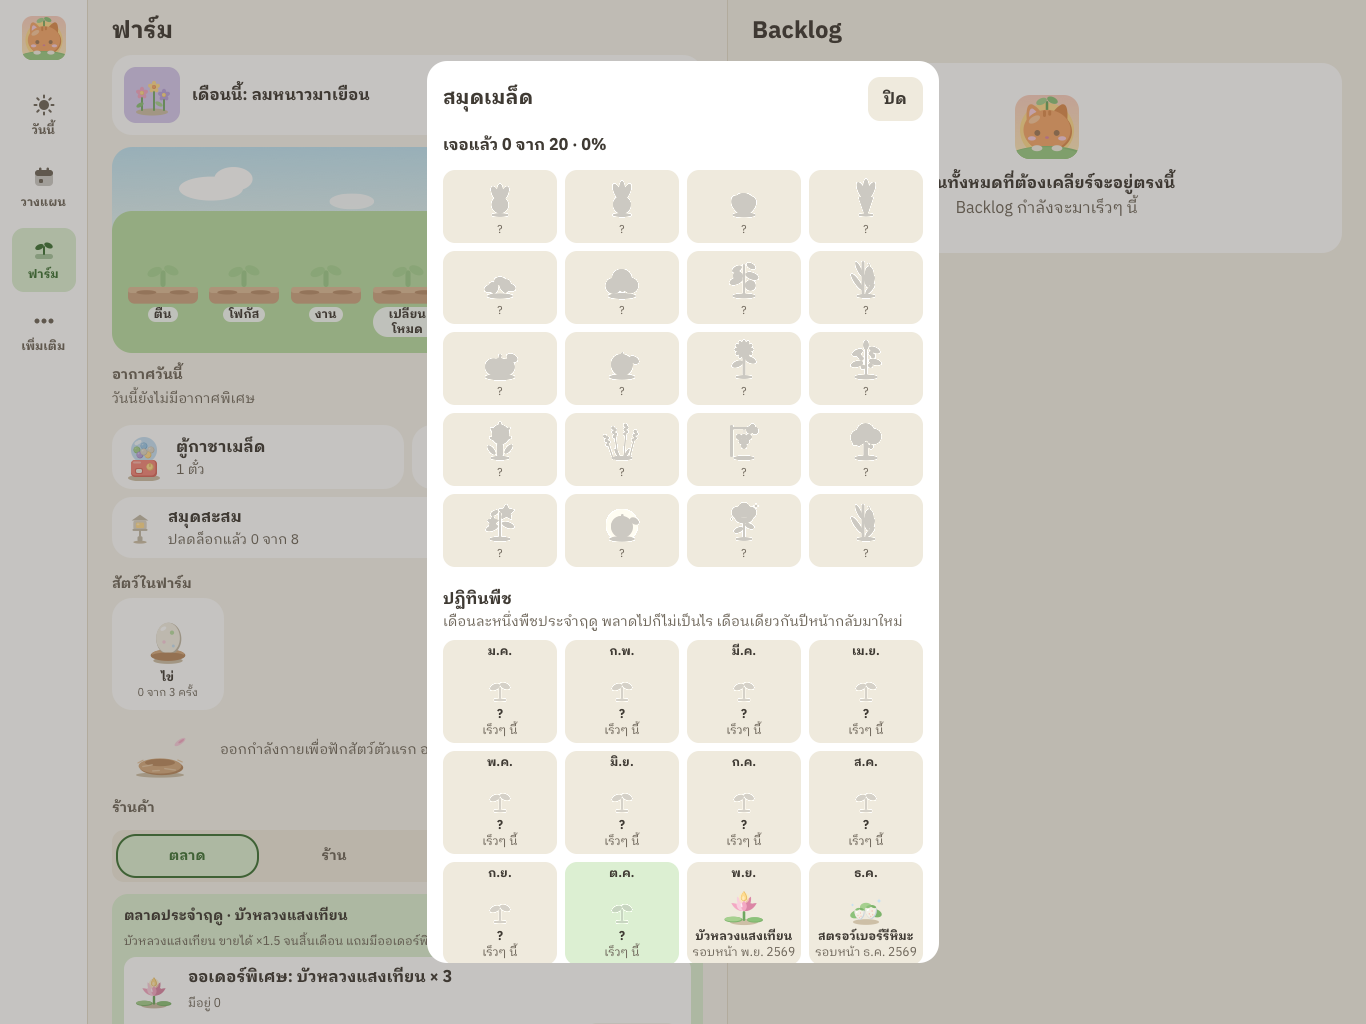 วันนี้
วางแผน
ฟาร์ม
เพิ่มเติม
ฟาร์ม
เดือนนี้: ลมหนาวมาเยือน
ตื่น
โฟกัส
งาน
เปลี่ยน
โหมด
อากาศวันนี้
วันนี้ยังไม่มีอากาศพิเศษ
ตู้กาชาเมล็ด
1 ตั๋ว
สมุดสะสม
ปลดล็อกแล้ว 0 จาก 8
สัตว์ในฟาร์ม
ไข่
0 จาก 3 ครั้ง
ออกกำลังกายเพื่อฟักสัตว์ตัวแรก
ร้านค้า
ตลาด
ร้าน
ตลาดประจำฤดู · บัวหลวงแสงเทียน
บัวหลวงแสงเทียน ขายได้ ×1.5 จนสิ้นเดือน แถมมีออเดอร์พิ
ออเดอร์พิเศษ: บัวหลวงแสงเทียน × 3
มีอยู่ 0
สมุดเมล็ด
ปิด
เจอแล้ว 0 จาก 20 · 0%
? ? ? ?
? ? ? ?
? ? ? ?
? ? ? ?
? ? ? ?
ปฏิทินพืช
เดือนละหนึ่งพืชประจำฤดู พลาดไปก็ไม่เป็นไร เดือนเดียวกันปีหน้ากลับมาใหม่
ม.ค. ก.พ. มี.ค. เม.ย.
? ? ? ?
เร็วๆ นี้ เร็วๆ นี้ เร็วๆ นี้ เร็วๆ นี้
พ.ค. มิ.ย. ก.ค. ส.ค.
? ? ? ?
เร็วๆ นี้ เร็วๆ นี้ เร็วๆ นี้ เร็วๆ นี้
ก.ย. ต.ค. พ.ย. ธ.ค.
? ? บัวหลวงแสงเทียน สตรอว์เบอร์รีหิมะ
เร็วๆ นี้ เร็วๆ นี้ รอบหน้า พ.ย. 2569 รอบหน้า ธ.ค. 2569
Backlog
นทั้งหมดที่ต้องเคลียร์จะอยู่ตรงนี้
Backlog กำลังจะมาเร็วๆ นี้